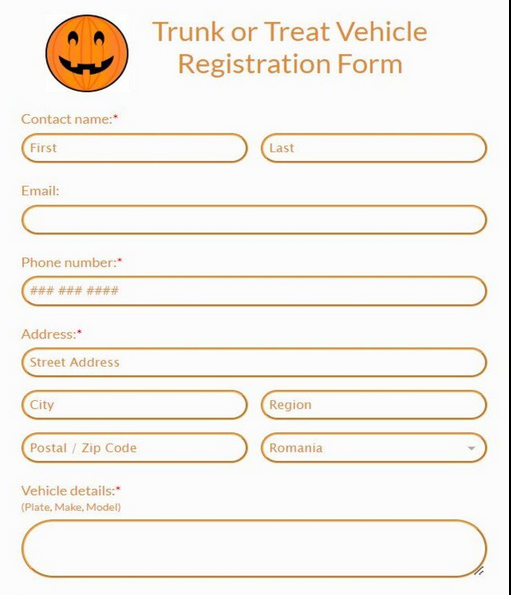 Trunk or Treat Vehicle
Registration Form
Contact name:*
First
Last
Email:
Phone number:*
### ### ####
Address:*
Street Address
City
Region
Postal / Zip Code
Romania
Vehicle details:*
(Plate, Make, Model)